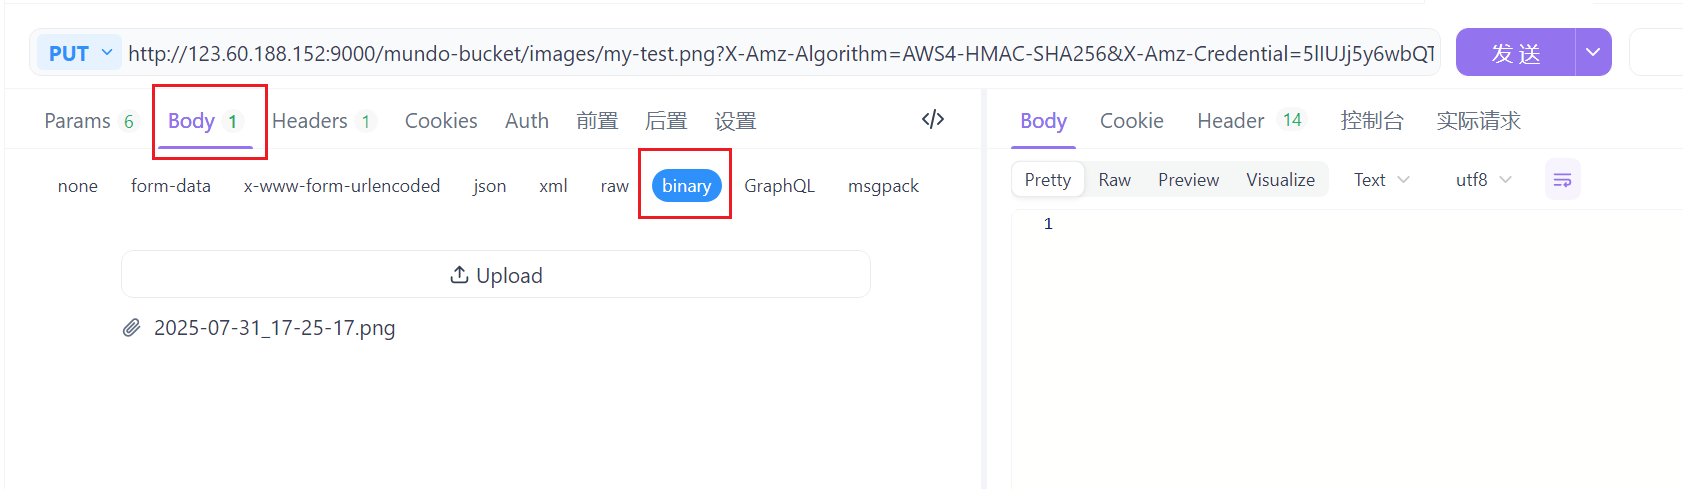 PUT http://123.60.188.152:9000/mundo-bucket/images/my-test.png?X-Amz-Algorithm=AWS4-HMAC-SHA256&X-Amz-Credential=5lIUJj5y6wbQT 发 送
Params 6 Body 1 Headers 1 Cookies Auth 前置 后置 设置 </>
none form-data x-www-form-urlencoded json xml raw binary GraphQL msgpack
Upload
2025-07-31_17-25-17.png
Body Cookie Header 14 控制台 实际请求
Pretty Raw Preview Visualize Text utf8
1